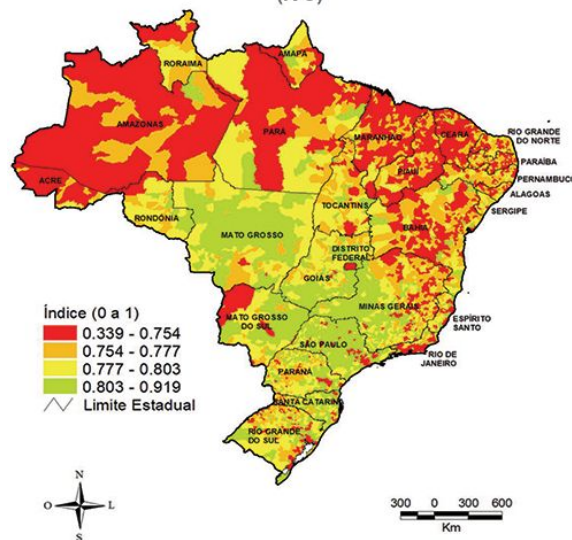 RORAIMA
AMAPÁ
AMAZONAS
PARÁ
MARANHÃO
CEARÁ
RIO GRANDE
DO NORTE
PARAÍBA
PERNAMBUCO
ALAGOAS
SERGIPE
PIAUÍ
ACRE
RONDÔNIA
TOCANTINS
BAHIA
MATO GROSSO
DISTRITO
FEDERAL
GOIÁS
MINAS GERAIS
ESPÍRITO
SANTO
MATO GROSSO
DO SUL
SÃO PAULO
RIO DE
JANEIRO
PARANÁ
SANTA CATARINA
RIO GRANDE
DO SUL
Índice (0 a 1)
0.339 - 0.754
0.754 - 0.777
0.777 - 0.803
0.803 - 0.919
Limite Estadual
N
O
L
S
300 0 300 600
Km